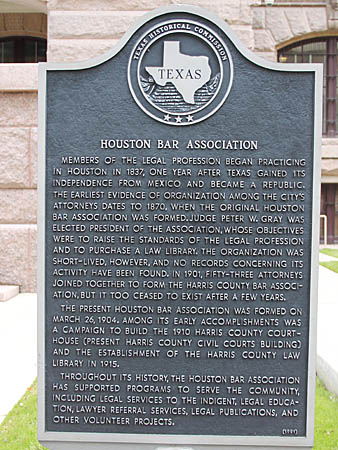 TEXAS HISTORICAL COMMISSION
TEXAS
HOUSTON BAR ASSOCIATION
MEMBERS OF THE LEGAL PROFESSION BEGAN PRACTICING
IN HOUSTON IN 1837, ONE YEAR AFTER TEXAS GAINED ITS
INDEPENDENCE FROM MEXICO AND BECAME A REPUBLIC.
THE EARLIEST EVIDENCE OF ORGANIZATION AMONG THE CITY'S
ATTORNEYS DATES TO 1870, WHEN THE ORIGINAL HOUSTON
BAR ASSOCIATION WAS FORMED. JUDGE PETER W. GRAY WAS
ELECTED PRESIDENT OF THE ASSOCIATION, WHOSE OBJECTIVES
WERE TO RAISE THE STANDARDS OF THE LEGAL PROFESSION
AND TO PURCHASE A LAW LIBRARY. THE ORGANIZATION WAS
SHORT-LIVED, HOWEVER, AND NO RECORDS CONCERNING ITS
ACTIVITY HAVE BEEN FOUND. IN 1901, FIFTY-THREE ATTORNEYS
JOINED TOGETHER TO FORM THE HARRIS COUNTY BAR ASSOCI-
ATION, BUT IT TOO CEASED TO EXIST AFTER A FEW YEARS.
THE PRESENT HOUSTON BAR ASSOCIATION WAS FORMED ON
MARCH 26, 1904. AMONG ITS EARLY ACCOMPLISHMENTS WAS
A CAMPAIGN TO BUILD THE 1910 HARRIS COUNTY COURT-
HOUSE (PRESENT HARRIS COUNTY CIVIL COURTS BUILDING)
AND THE ESTABLISHMENT OF THE HARRIS COUNTY LAW
LIBRARY IN 1915.
THROUGHOUT ITS HISTORY, THE HOUSTON BAR ASSOCIATION
HAS SUPPORTED PROGRAMS TO SERVE THE COMMUNITY,
INCLUDING LEGAL SERVICES TO THE INDIGENT, LEGAL EDUCA-
TION, LAWYER REFERRAL SERVICES, LEGAL PUBLICATIONS, AND
OTHER VOLUNTEER PROJECTS.